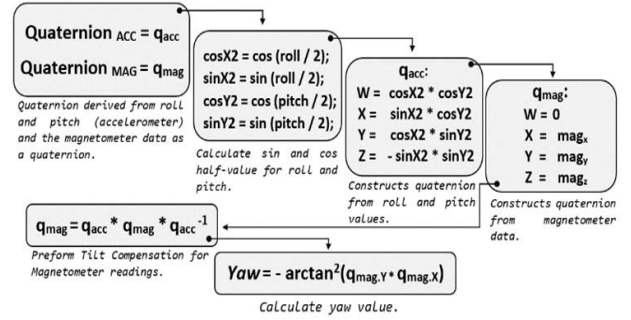 Quaternion ACC = qacc
Quaternion MAG = qmag
Quaternion derived from roll
and pitch (accelerometer)
and the magnetometer data as
a quaternion.
cosX2 = cos (roll / 2);
sinX2 = sin (roll / 2);
cosY2 = cos (pitch / 2);
sinY2 = sin (pitch / 2);
Calculate sin and cos
half-value for roll and
pitch.
qacc:
W = cosX2 * cosY2
X = sinX2 * cosY2
Y = cosX2 * sinY2
Z = - sinX2 * sinY2
Constructs quaternion
from roll and pitch
values.
qmag:
W = 0
X = magx
Y = magy
Z = magz
Constructs quaternion
from magnetometer
data.
qmag = qacc * qmag * qacc-1
Preform Tilt Compensation for
Magnetometer readings.
Yaw = - arctan2(qmag.Y * qmag.X)
Calculate yaw value.